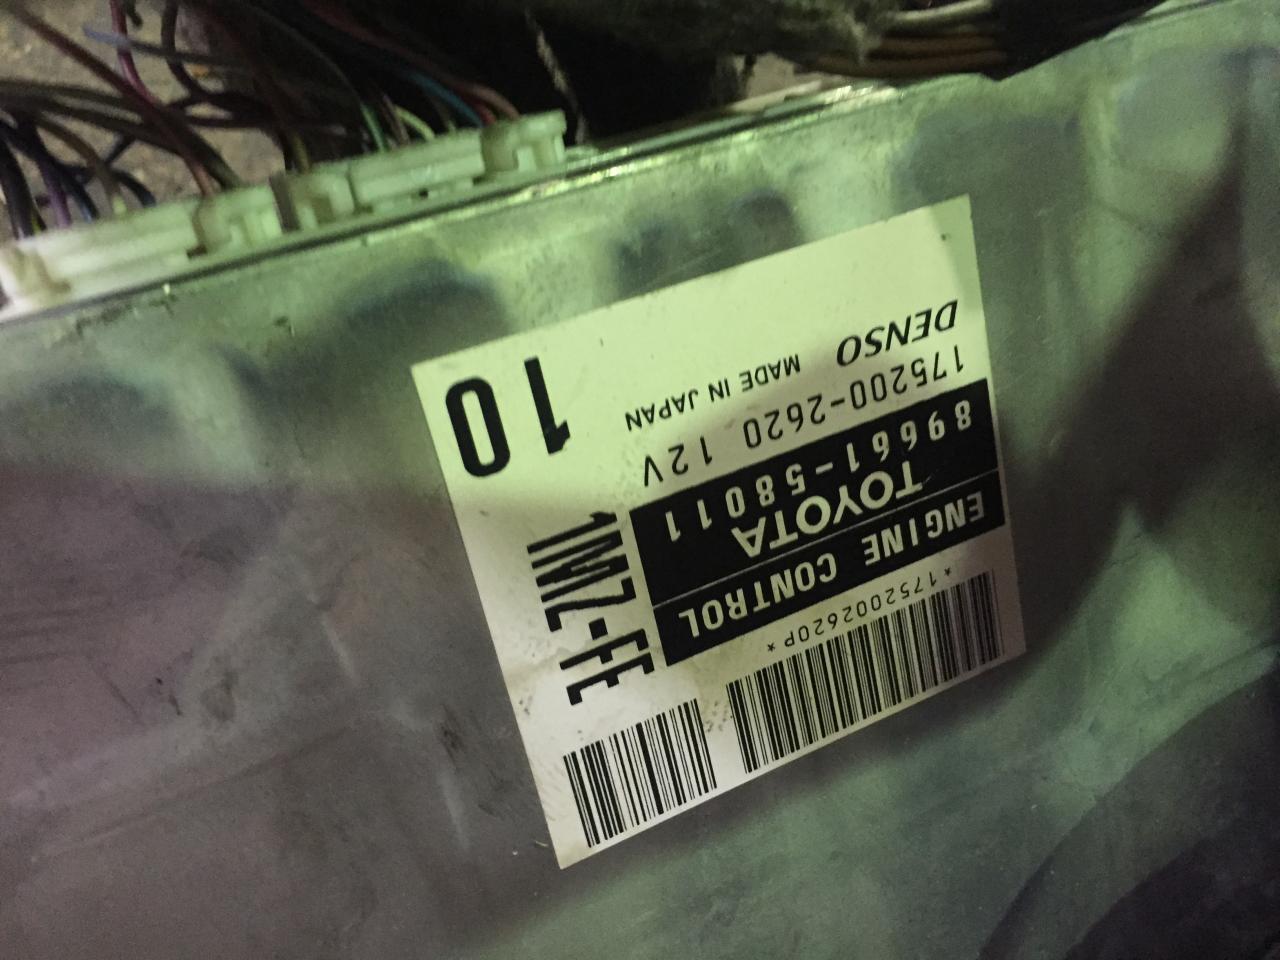 *1752002620P*
ENGINE CONTROL
TOYOTA
89661-58011
175200-2620 12V
DENSO MADE IN JAPAN
1MZ-FE
10